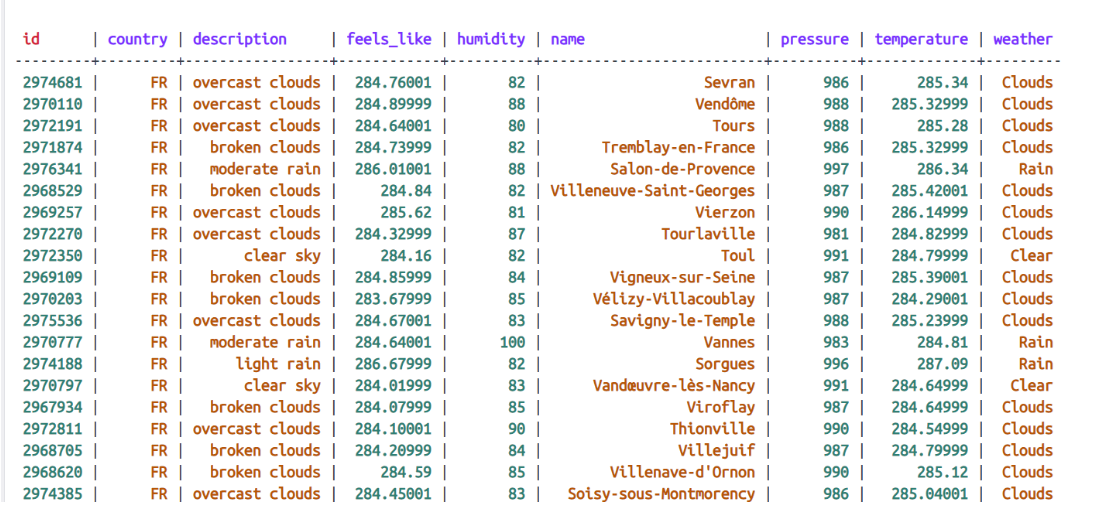 id | country | description | feels_like | humidity | name | pressure | temperature | weather
---------+---------+-----------------+------------+----------+---------------------------+----------+-------------+---------
2974681 | FR | overcast clouds | 284.76001 | 82 | Sevran | 986 | 285.34 | Clouds
2970110 | FR | overcast clouds | 284.89999 | 88 | Vendôme | 988 | 285.32999 | Clouds
2972191 | FR | overcast clouds | 284.64001 | 80 | Tours | 988 | 285.28 | Clouds
2971874 | FR | broken clouds | 284.73999 | 82 | Tremblay-en-France | 986 | 285.32999 | Clouds
2976341 | FR | moderate rain | 286.01001 | 88 | Salon-de-Provence | 997 | 286.34 | Rain
2968529 | FR | broken clouds | 284.84 | 82 | Villeneuve-Saint-Georges | 987 | 285.42001 | Clouds
2969257 | FR | overcast clouds | 285.62 | 81 | Vierzon | 990 | 286.14999 | Clouds
2972270 | FR | overcast clouds | 284.32999 | 87 | Tourlaville | 981 | 284.82999 | Clouds
2972350 | FR | clear sky | 284.16 | 82 | Toul | 991 | 284.79999 | Clear
2969109 | FR | broken clouds | 284.85999 | 84 | Vigneux-sur-Seine | 987 | 285.39001 | Clouds
2970203 | FR | broken clouds | 283.67999 | 85 | Vélizy-Villacoublay | 987 | 284.29001 | Clouds
2975536 | FR | overcast clouds | 284.67001 | 83 | Savigny-le-Temple | 988 | 285.23999 | Clouds
2970777 | FR | moderate rain | 284.64001 | 100 | Vannes | 983 | 284.81 | Rain
2974188 | FR | light rain | 286.67999 | 82 | Sorgues | 996 | 287.09 | Rain
2970797 | FR | clear sky | 284.01999 | 83 | Vandœuvre-lès-Nancy | 991 | 284.64999 | Clear
2967934 | FR | broken clouds | 284.07999 | 85 | Viroflay | 987 | 284.64999 | Clouds
2972811 | FR | overcast clouds | 284.10001 | 90 | Thionville | 990 | 284.54999 | Clouds
2968705 | FR | broken clouds | 284.20999 | 84 | Villejuif | 987 | 284.79999 | Clouds
2968620 | FR | broken clouds | 284.59 | 85 | Villenave-d'Ornon | 990 | 285.12 | Clouds
2974385 | FR | overcast clouds | 284.45001 | 83 | Soisy-sous-Montmorency | 986 | 285.04001 | Clouds